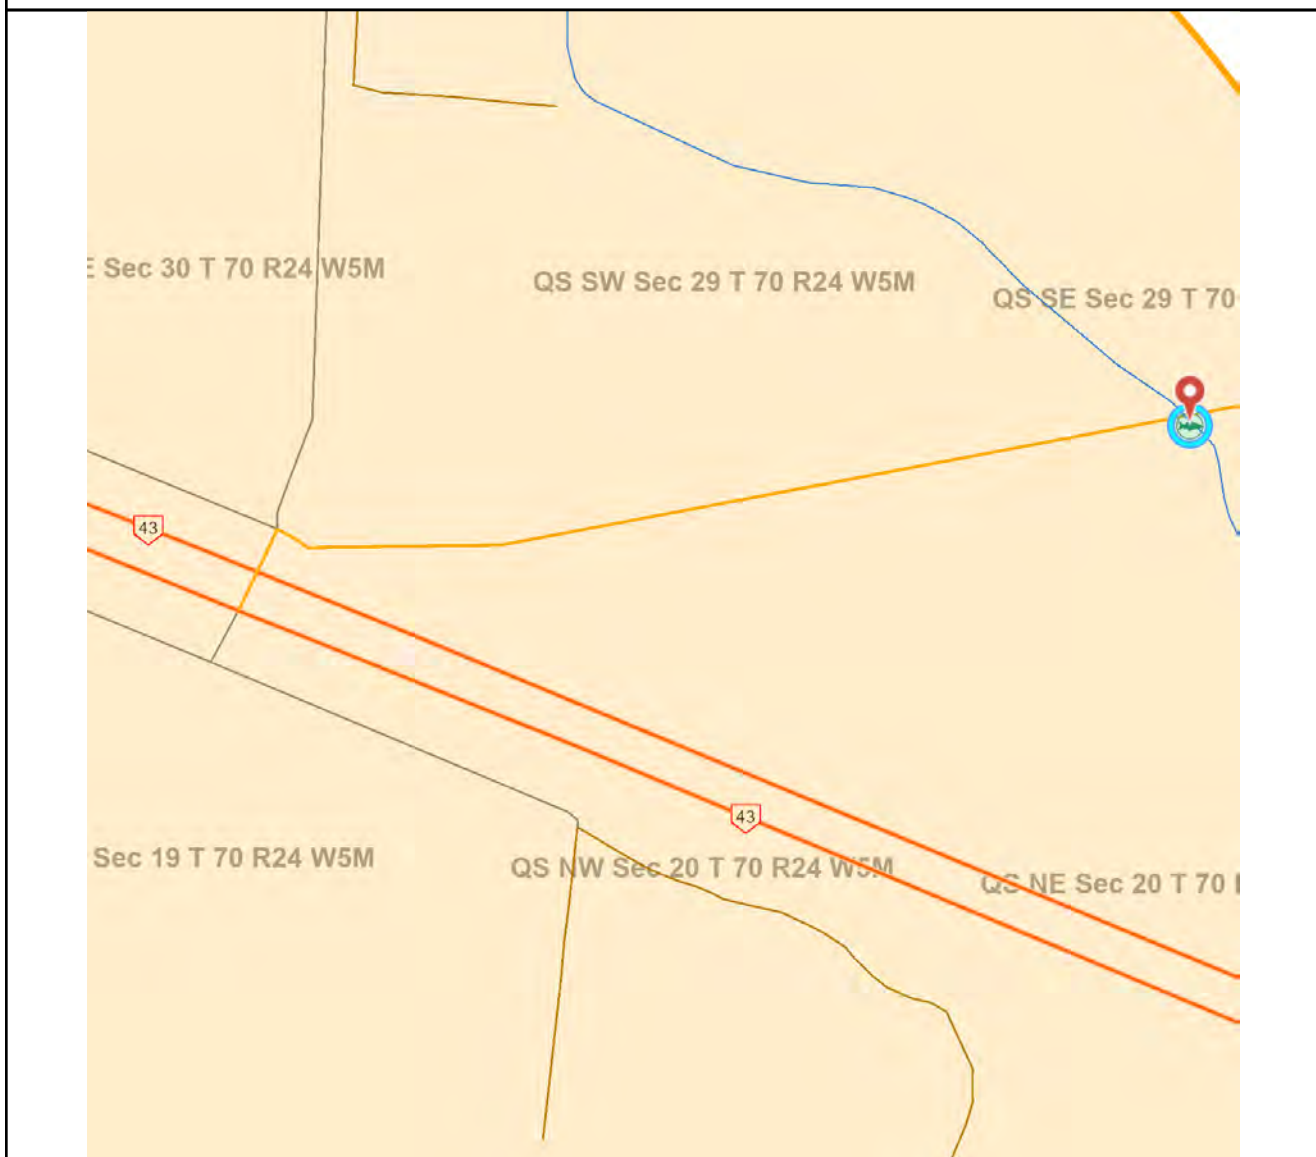 E Sec 30 T 70 R24 W5M
QS SW Sec 29 T 70 R24 W5M
QS SE Sec 29 T 70
43
43
Sec 19 T 70 R24 W5M
QS NW Sec 20 T 70 R24 W5M
QS NE Sec 20 T 70